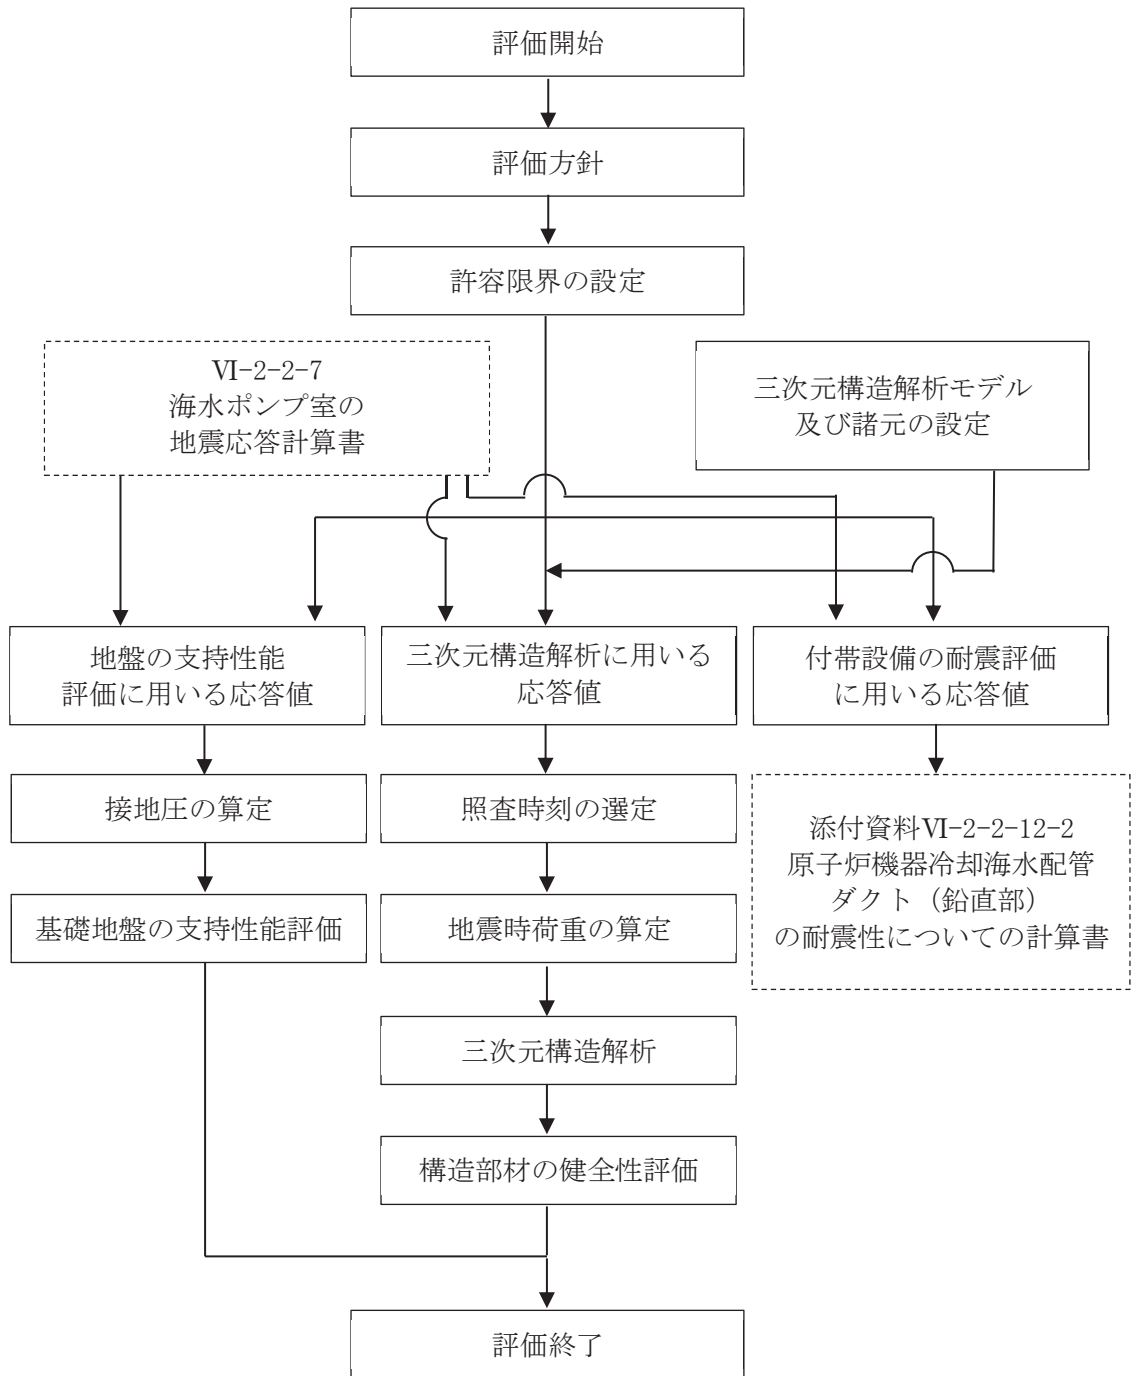 評価開始
評価方針
許容限界の設定
Ⅵ-2-2-7
海水ポンプ室の
地震応答計算書
三次元構造解析モデル
及び諸元の設定
地盤の支持性能
評価に用いる応答値
三次元構造解析に用いる
応答値
付帯設備の耐震評価
に用いる応答値
接地圧の算定
照査時刻の選定
添付資料Ⅵ-2-2-12-2
原子炉機器冷却海水配管
ダクト（鉛直部）
の耐震性についての計算書
基礎地盤の支持性能評価
地震時荷重の算定
三次元構造解析
構造部材の健全性評価
評価終了